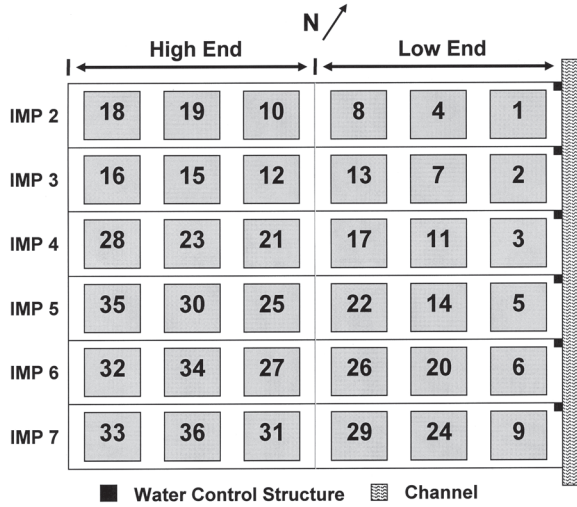 N
High End Low End
IMP 2 18 19 10 8 4 1
IMP 3 16 15 12 13 7 2
IMP 4 28 23 21 17 11 3
IMP 5 35 30 25 22 14 5
IMP 6 32 34 27 26 20 6
IMP 7 33 36 31 29 24 9
Water Control Structure Channel